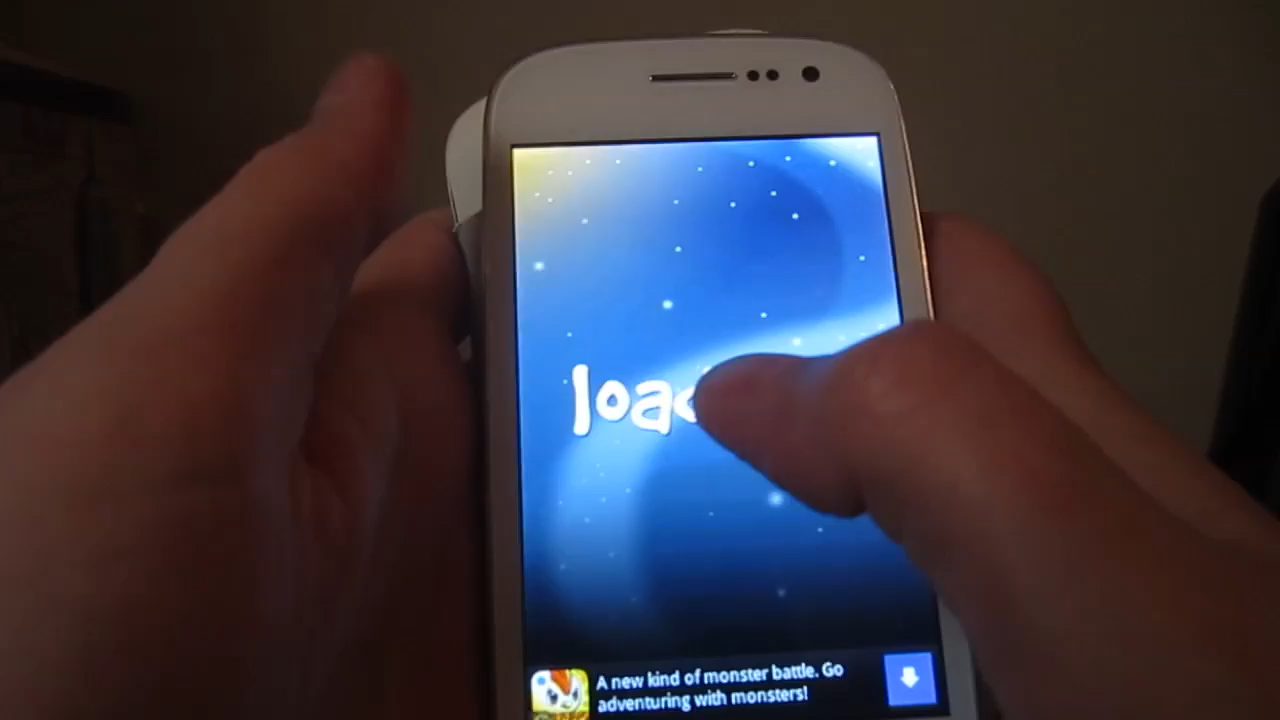 loa
A new kind of monster battle. Go
adventuring with monsters!